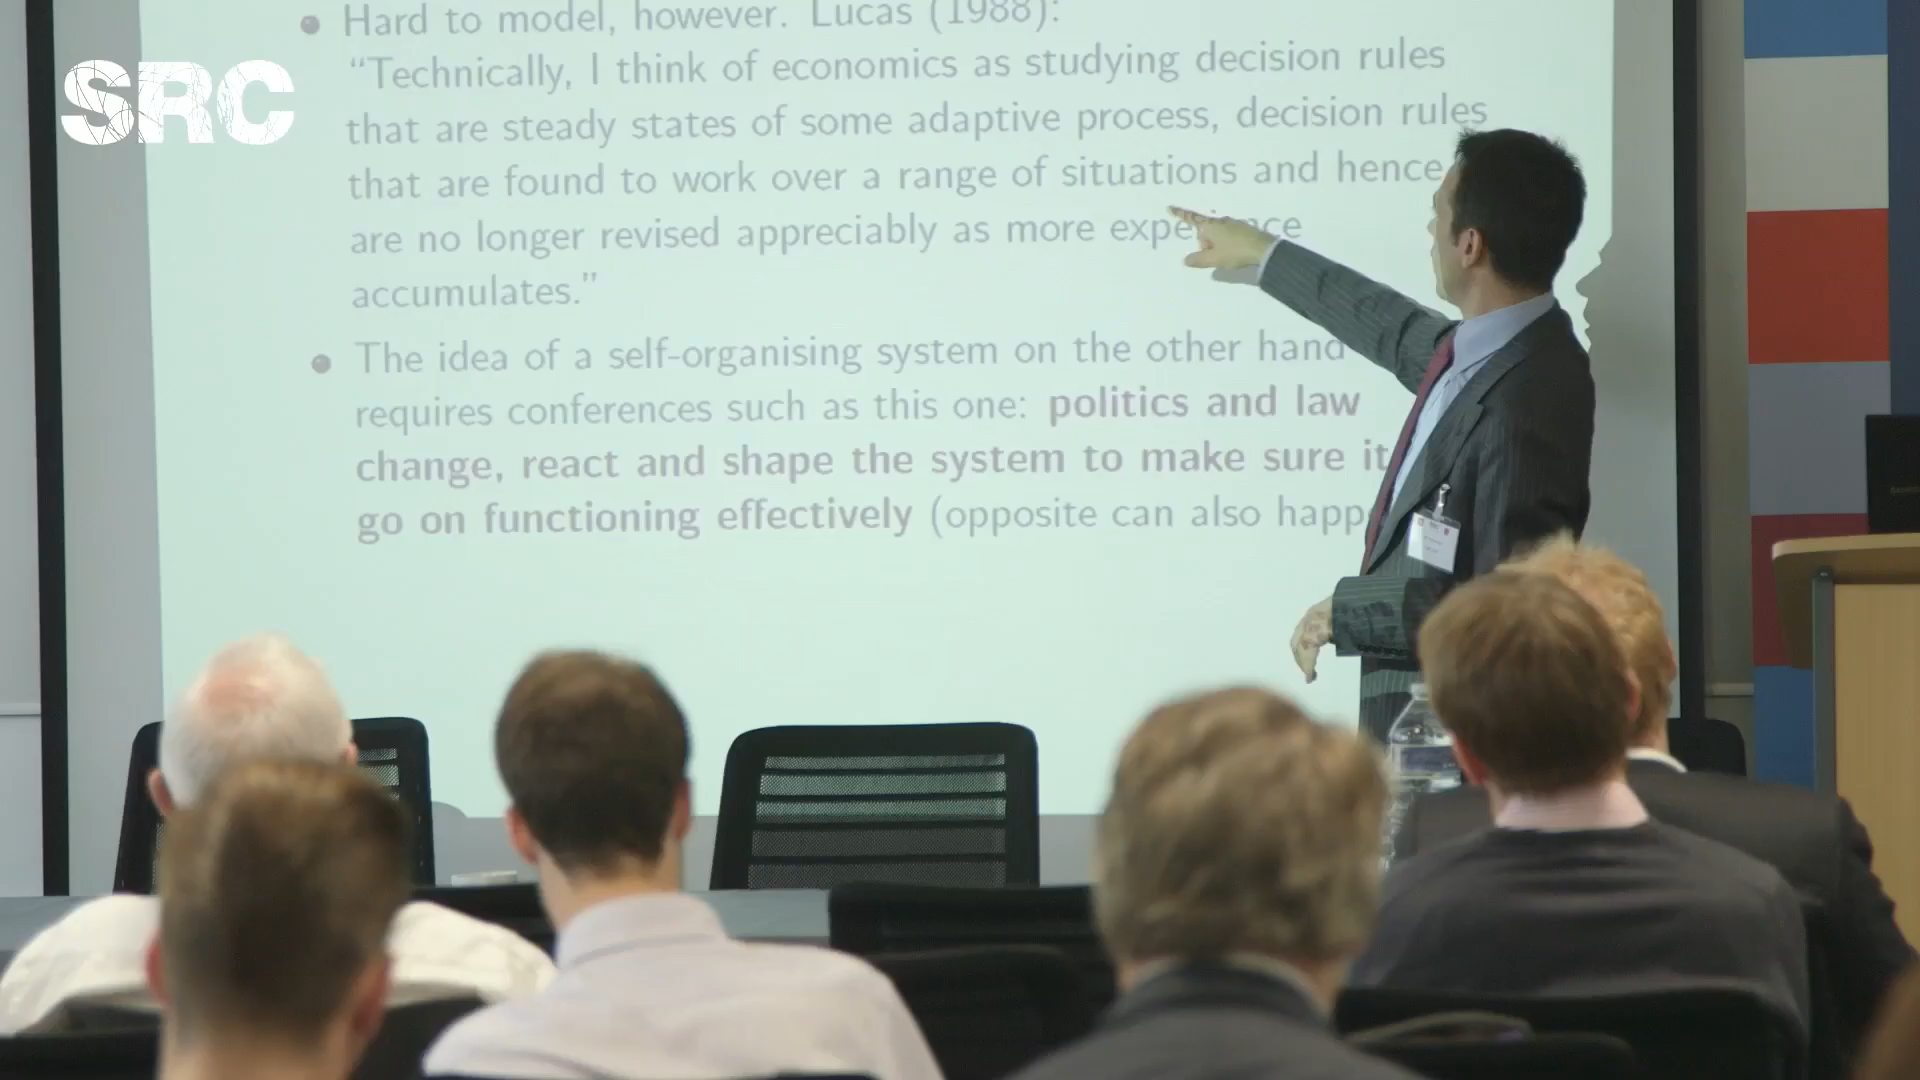 SRC
Hard to model, however. Lucas (1988):
“Technically, I think of economics as studying decision rules
that are steady states of some adaptive process, decision rules
that are found to work over a range of situations and hence
are no longer revised appreciably as more experience
accumulates.”
The idea of a self-organising system on the other hand
requires conferences such as this one: politics and law
change, react and shape the system to make sure it
go on functioning effectively (opposite can also happ